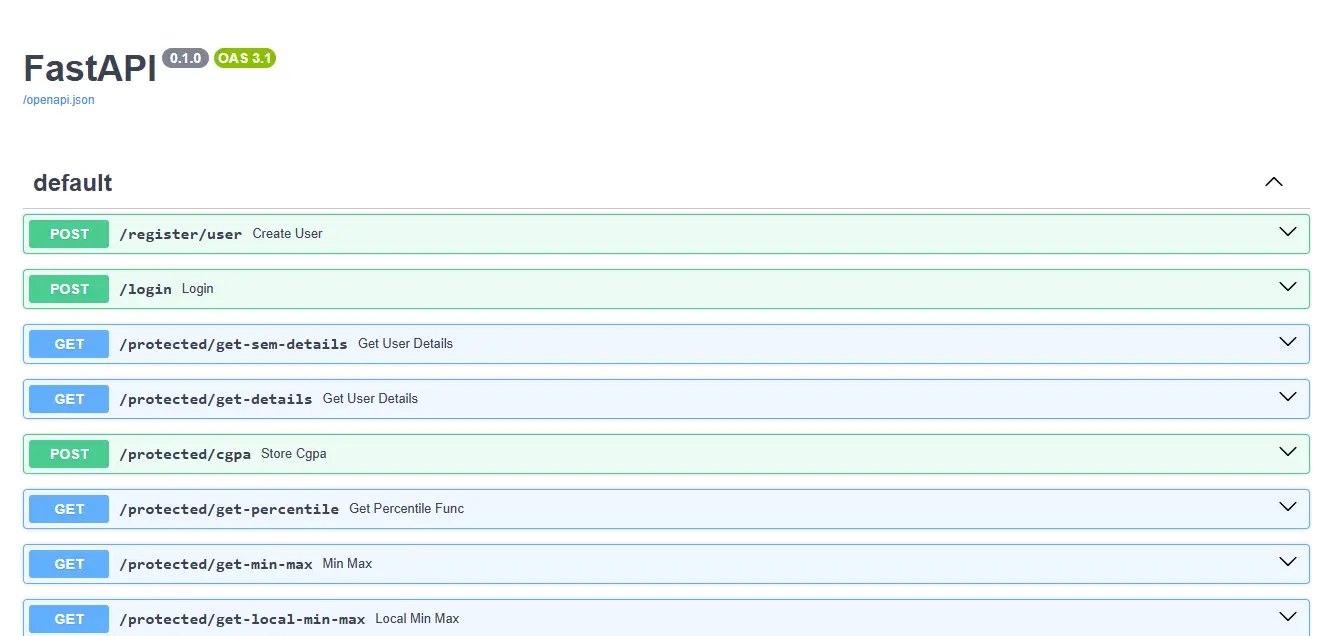 FastAPI 0.1.0 OAS 3.1
/openapi.json
default
POST /register/user Create User
POST /login Login
GET /protected/get-sem-details Get User Details
GET /protected/get-details Get User Details
POST /protected/cgpa Store Cgpa
GET /protected/get-percentile Get Percentile Func
GET /protected/get-min-max Min Max
GET /protected/get-local-min-max Local Min Max